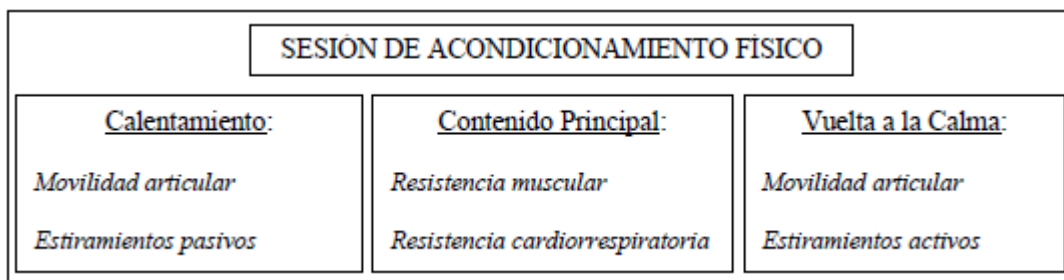 SESIÓN DE ACONDICIONAMIENTO FÍSICO
Calentamiento:
Movilidad articular
Estiramientos pasivos
Contenido Principal:
Resistencia muscular
Resistencia cardiorrespiratoria
Vuelta a la Calma:
Movilidad articular
Estiramientos activos